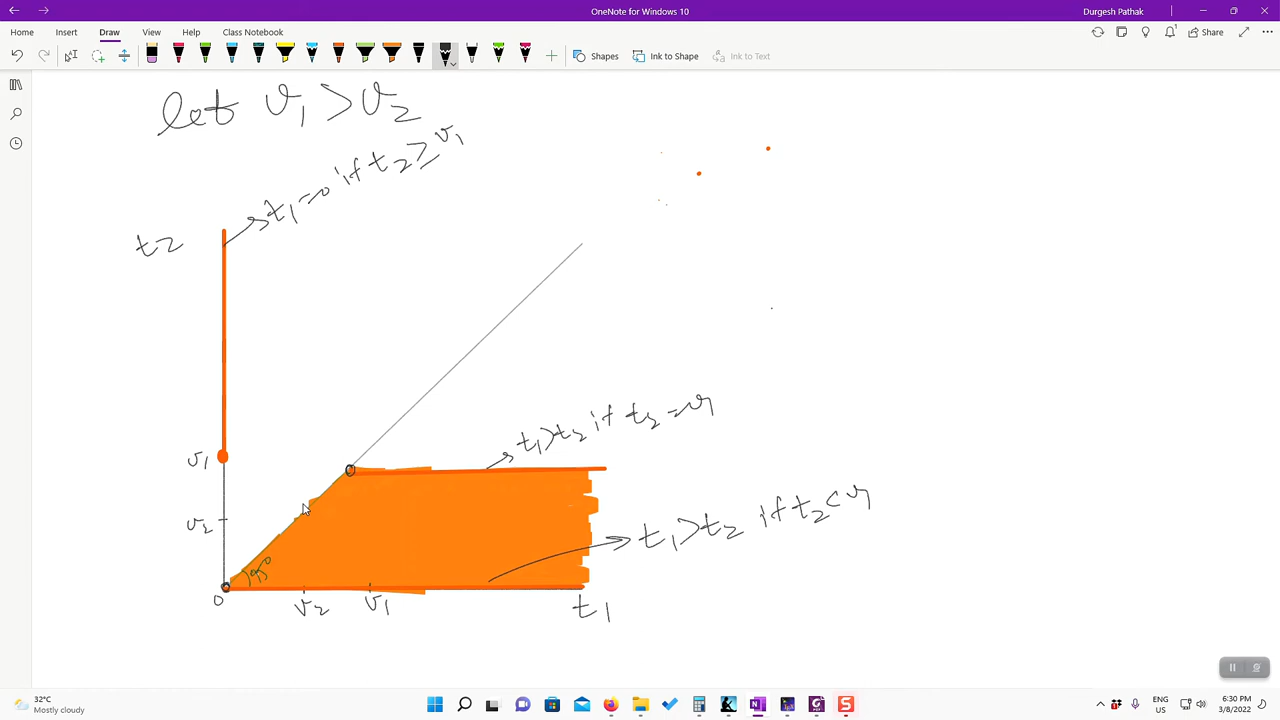 OneNote for Windows 10
Durgesh Pathak
Home Insert Draw View Help Class Notebook
Share
Shapes Ink to Shape Ink to Text
let v1 > v2
t1=0 if t2 ≥ v1
t2
t1>t2 if t2 = v1
v1
v2
t1>t2 if t2 < v1
45°
0 v2 v1 t1
32°C
Mostly cloudy
ENG
US
6:30 PM
3/8/2022